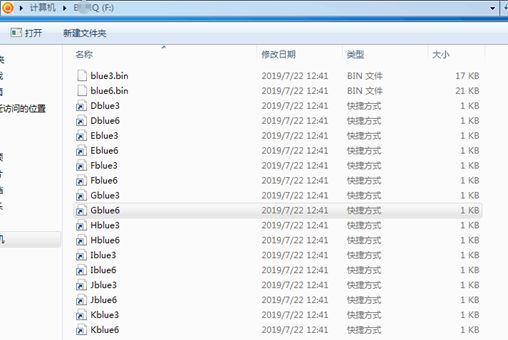 计算机 Q (F:)
打开 新建文件夹
名称 修改日期 类型 大小
blue3.bin 2019/7/22 12:41 BIN 文件 17 KB
blue6.bin 2019/7/22 12:41 BIN 文件 21 KB
近访问的位置
Dblue3 2019/7/22 12:41 快捷方式 1 KB
Dblue6 2019/7/22 12:41 快捷方式 1 KB
Eblue3 2019/7/22 12:41 快捷方式 1 KB
Eblue6 2019/7/22 12:41 快捷方式 1 KB
Fblue3 2019/7/22 12:41 快捷方式 1 KB
Fblue6 2019/7/22 12:41 快捷方式 1 KB
Gblue3 2019/7/22 12:41 快捷方式 1 KB
Gblue6 2019/7/22 12:41 快捷方式 1 KB
Hblue3 2019/7/22 12:41 快捷方式 1 KB
机 Hblue6 2019/7/22 12:41 快捷方式 1 KB
Iblue3 2019/7/22 12:41 快捷方式 1 KB
Iblue6 2019/7/22 12:41 快捷方式 1 KB
Jblue3 2019/7/22 12:41 快捷方式 1 KB
Jblue6 2019/7/22 12:41 快捷方式 1 KB
Kblue3 2019/7/22 12:41 快捷方式 1 KB
Kblue6 2019/7/22 12:41 快捷方式 1 KB